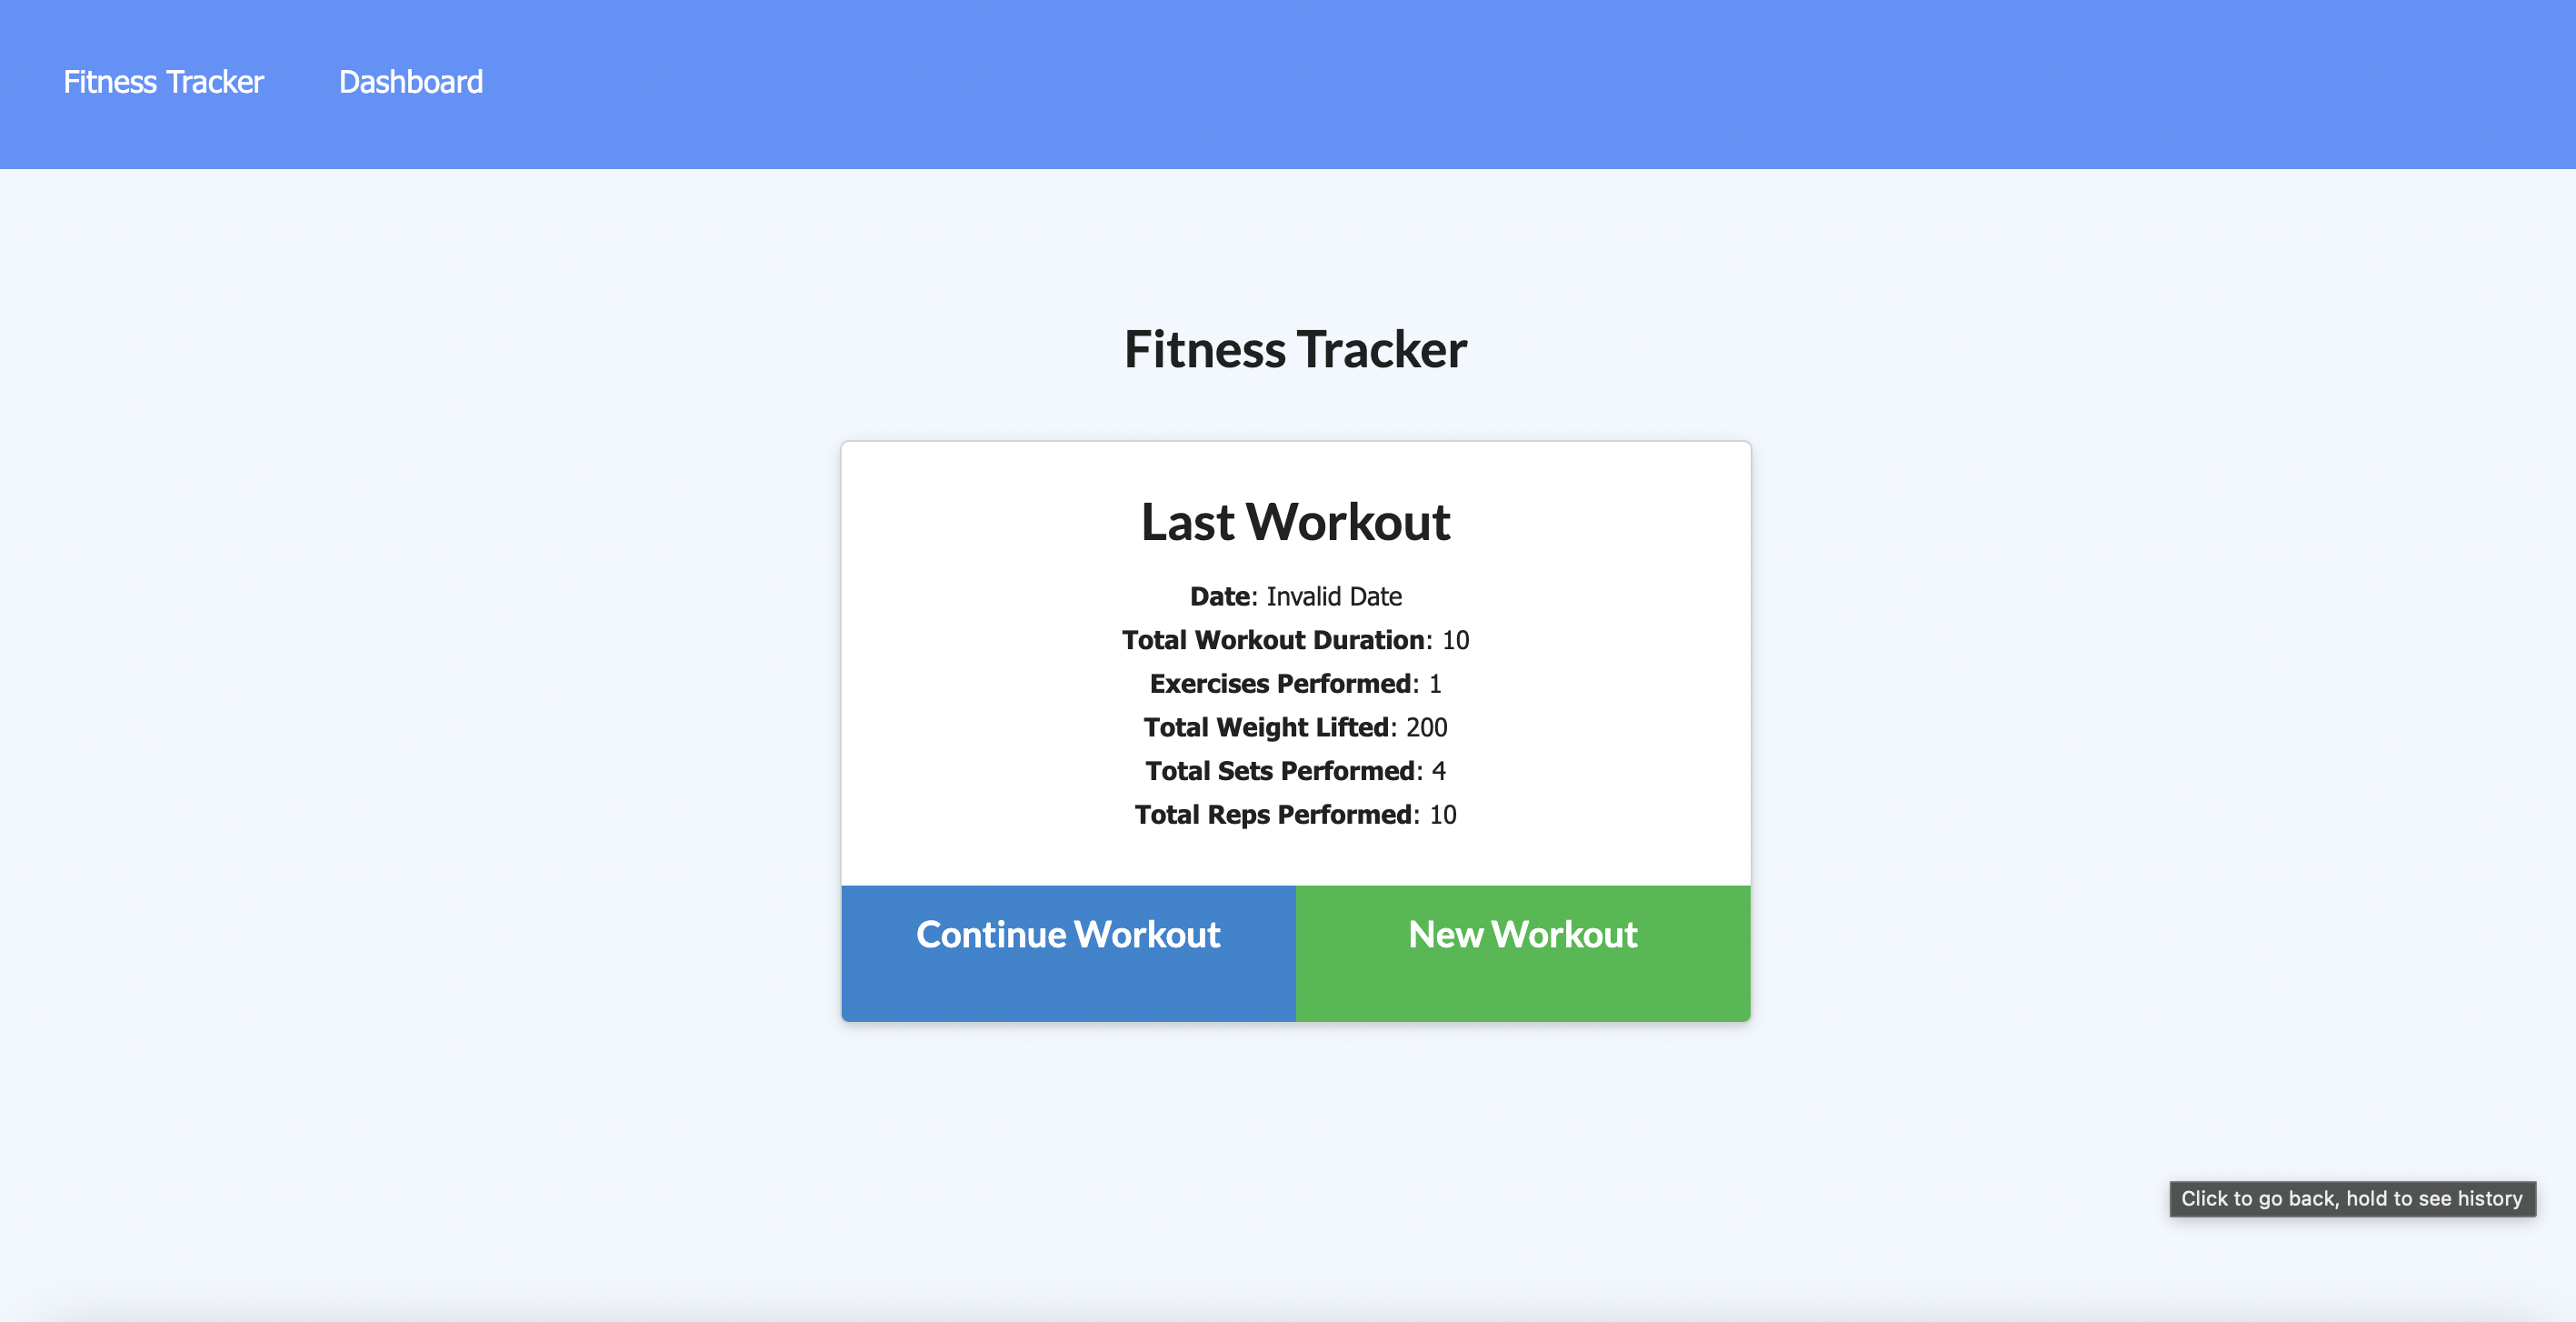 Fitness Tracker Dashboard
Fitness Tracker
Last Workout
Date: Invalid Date
Total Workout Duration: 10
Exercises Performed: 1
Total Weight Lifted: 200
Total Sets Performed: 4
Total Reps Performed: 10
Continue Workout New Workout
Click to go back, hold to see history